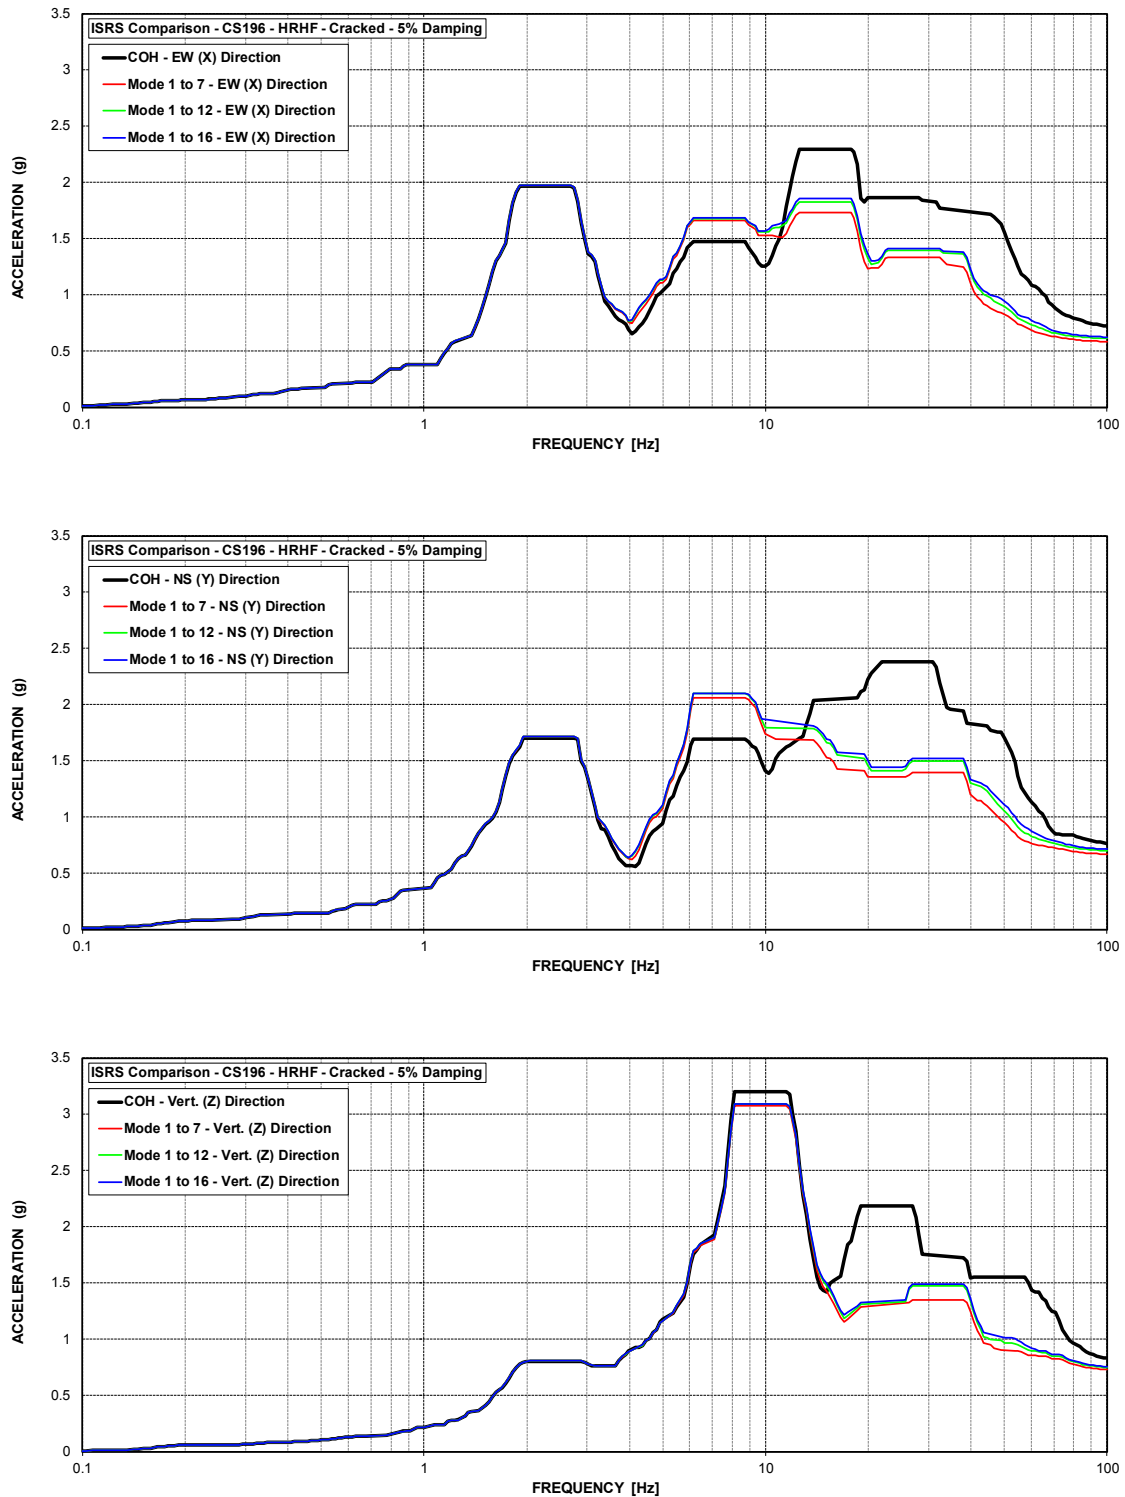 ISRS Comparison - CS196 - HRHF - Cracked - 5% Damping
COH - EW (X) Direction
Mode 1 to 7 - EW (X) Direction
Mode 1 to 12 - EW (X) Direction
Mode 1 to 16 - EW (X) Direction
3.5
3
2.5
2
1.5
1
0.5
0
ACCELERATION (g)
0.1
1
10
100
FREQUENCY [Hz]
ISRS Comparison - CS196 - HRHF - Cracked - 5% Damping
COH - NS (Y) Direction
Mode 1 to 7 - NS (Y) Direction
Mode 1 to 12 - NS (Y) Direction
Mode 1 to 16 - NS (Y) Direction
3.5
3
2.5
2
1.5
1
0.5
0
ACCELERATION (g)
0.1
1
10
100
FREQUENCY [Hz]
ISRS Comparison - CS196 - HRHF - Cracked - 5% Damping
COH - Vert. (Z) Direction
Mode 1 to 7 - Vert. (Z) Direction
Mode 1 to 12 - Vert. (Z) Direction
Mode 1 to 16 - Vert. (Z) Direction
3.5
3
2.5
2
1.5
1
0.5
0
ACCELERATION (g)
0.1
1
10
100
FREQUENCY [Hz]